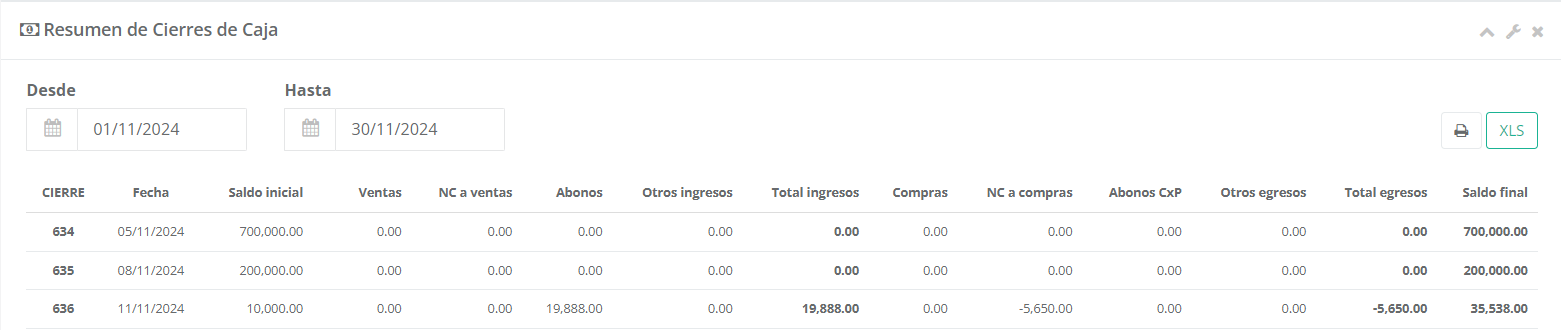 Resumen de Cierres de Caja
Desde Hasta
01/11/2024 30/11/2024 XLS
CIERRE Fecha Saldo inicial Ventas NC a ventas Abonos Otros ingresos Total ingresos Compras NC a compras Abonos CxP Otros egresos Total egresos Saldo final
634 05/11/2024 700,000.00 0.00 0.00 0.00 0.00 0.00 0.00 0.00 0.00 0.00 0.00 700,000.00
635 08/11/2024 200,000.00 0.00 0.00 0.00 0.00 0.00 0.00 0.00 0.00 0.00 0.00 200,000.00
636 11/11/2024 10,000.00 0.00 0.00 19,888.00 0.00 19,888.00 0.00 -5,650.00 0.00 0.00 -5,650.00 35,538.00